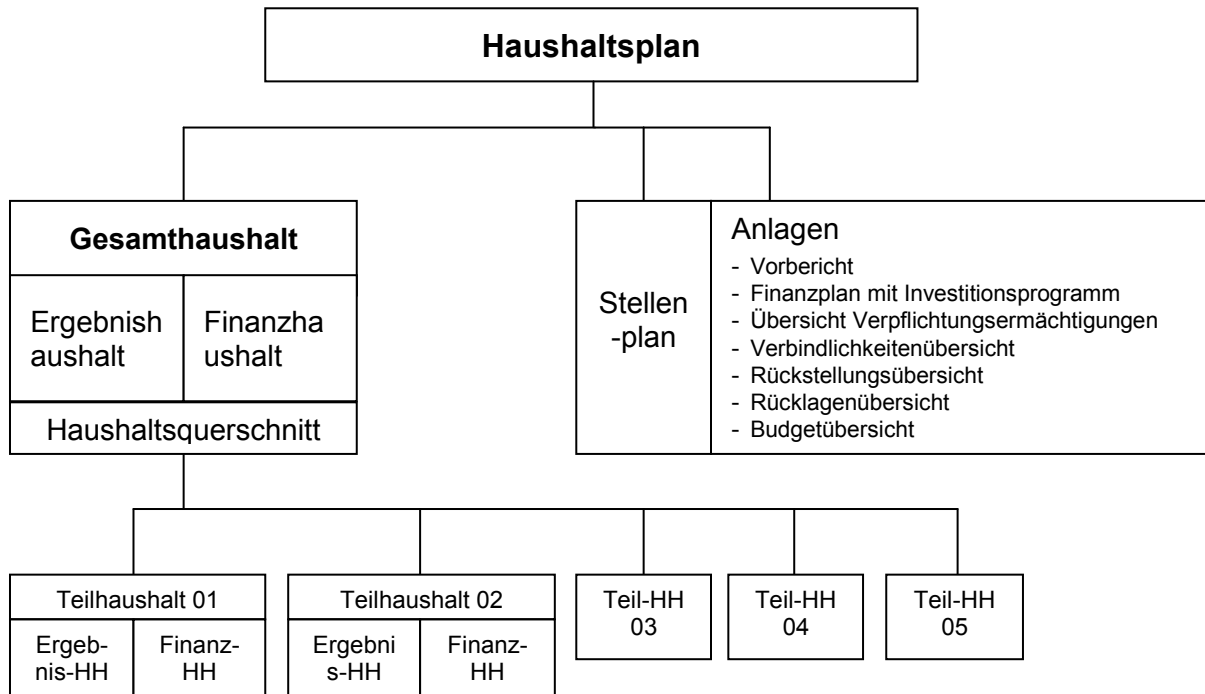 Haushaltsplan
Gesamthaushalt
Ergebnish
aushalt
Finanzha
ushalt
Haushaltsquerschnitt
Stellen
-plan
Anlagen
- Vorbericht
- Finanzplan mit Investitionsprogramm
- Übersicht Verpflichtungsermächtigungen
- Verbindlichkeitenübersicht
- Rückstellungsübersicht
- Rücklagenübersicht
- Budgetübersicht
Teilhaushalt 01
Ergeb-
nis-HH
Finanz-
HH
Teilhaushalt 02
Ergebni
s-HH
Finanz-
HH
Teil-HH
03
Teil-HH
04
Teil-HH
05